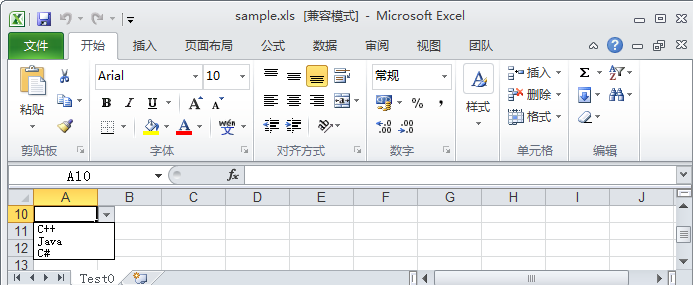 sample.xls [兼容模式] - Microsoft Excel
文件 开始 插入 页面布局 公式 数据 审阅 视图 团队
Arial 10 常规 插入 Σ
粘贴 B I U A A % , 样式 删除
A wén 文 .0 .00 .00 .0 格式
剪贴板 字体 对齐方式 数字 单元格 编辑
A10 fx
A B C D E F G H I J
10
11 C++
12 Java
C#
13
Test0